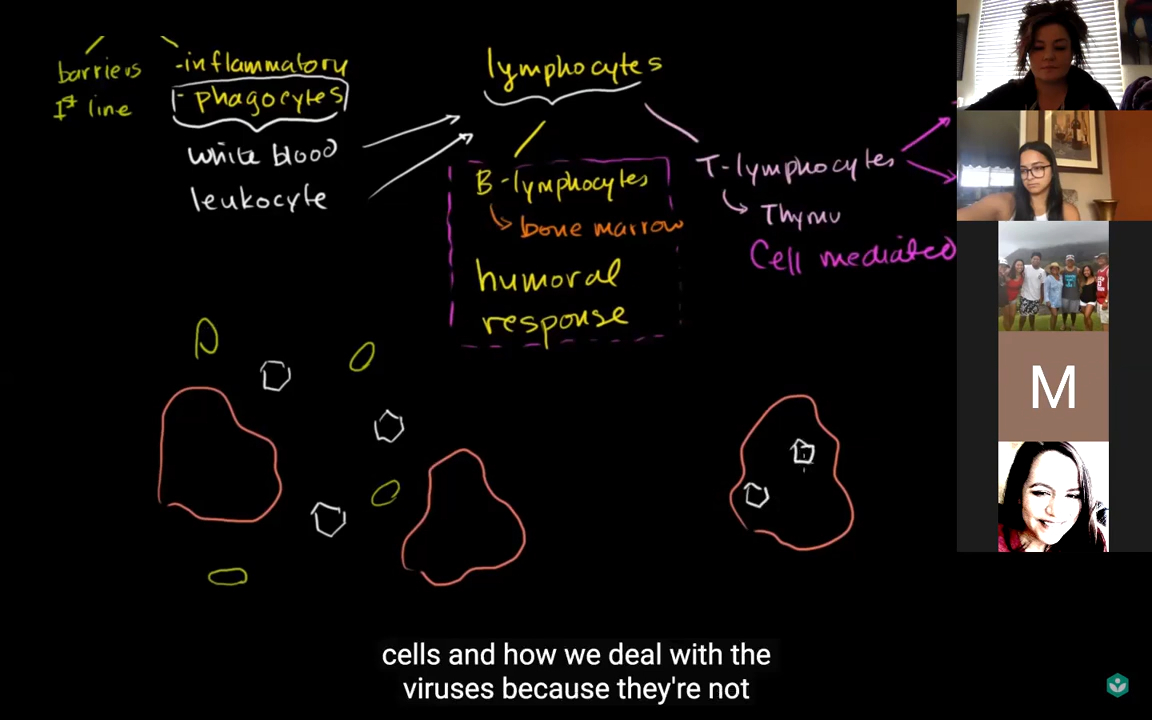 barriers
1st line
-inflammatory
- phagocytes
white blood
leukocyte
lymphocytes
B-lymphocytes
bone marrow
humoral
response
T-lymphocytes
Thymu
Cell mediated
M
cells and how we deal with the
viruses because they're not